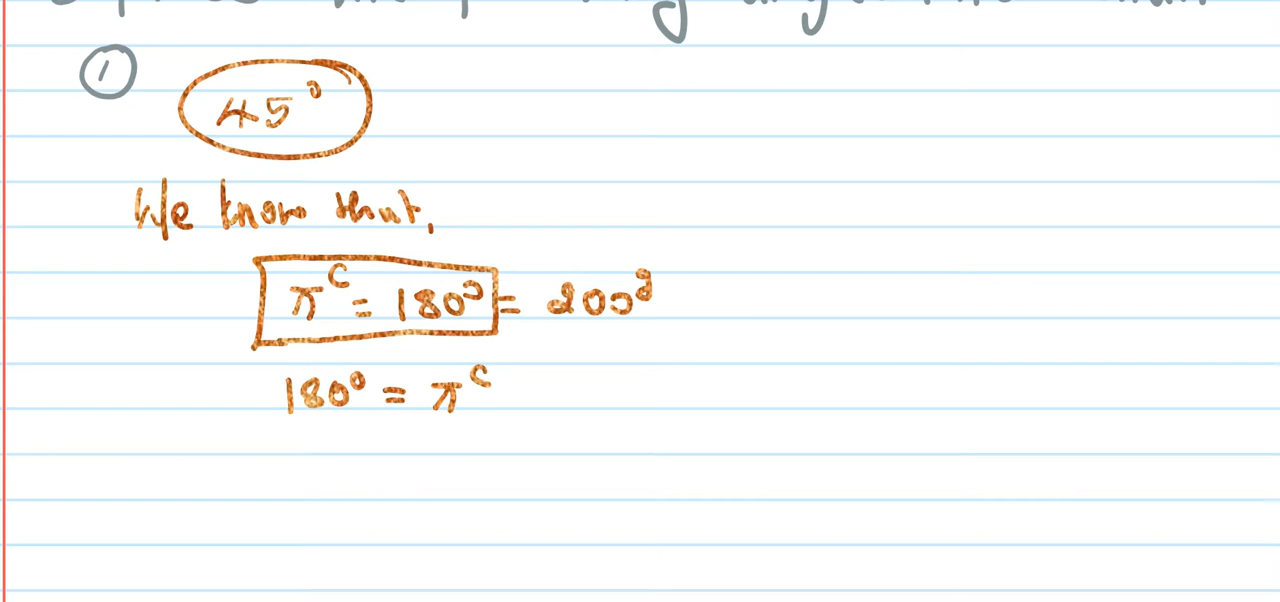 ① 45°
We know that,
π^c = 180° = 200^g
180° = π^c